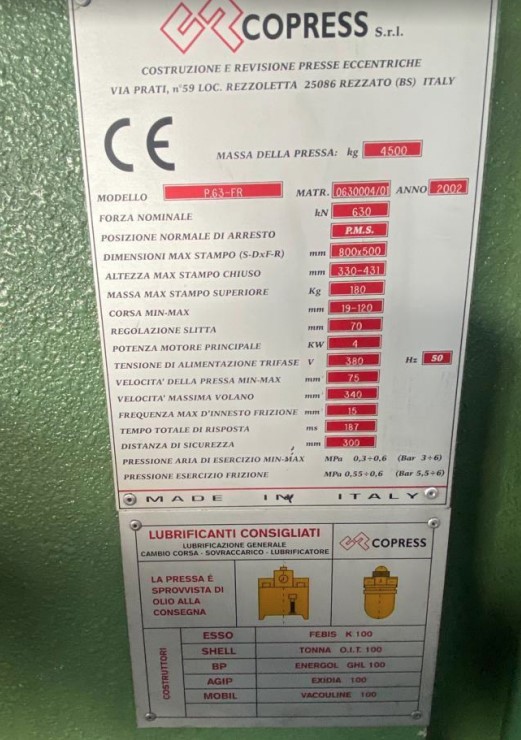 COPRESS S.r.l.
COSTRUZIONE E REVISIONE PRESSE ECCENTRICHE
VIA PRATI, n°59 LOC. REZZOLETTA 25086 REZZATO (BS) ITALY
CE
MASSA DELLA PRESSA: kg 4500
MODELLO P.63-FR MATR. 0630004/01 ANNO 2002
FORZA NOMINALE kN 630
POSIZIONE NORMALE DI ARRESTO P.M.S.
DIMENSIONI MAX STAMPO (S-DxF-R) mm 800x500
ALTEZZA MAX STAMPO CHIUSO mm 330-431
MASSA MAX STAMPO SUPERIORE Kg 180
CORSA MIN-MAX mm 19-120
REGOLAZIONE SLITTA mm 70
POTENZA MOTORE PRINCIPALE KW 4
TENSIONE DI ALIMENTAZIONE TRIFASE V 380 Hz 50
VELOCITA' DELLA PRESSA MIN-MAX mm 75
VELOCITA' MASSIMA VOLANO mm 340
FREQUENZA MAX D'INNESTO FRIZIONE mm 15
TEMPO TOTALE DI RISPOSTA ms 187
DISTANZA DI SICUREZZA mm 300
PRESSIONE ARIA DI ESERCIZIO MIN-MAX MPa 0,3÷0,6 (Bar 3÷6)
PRESSIONE ESERCIZIO FRIZIONE MPa 0,55÷0,6 (Bar 5,5÷6)
MADE IN ITALY
LUBRIFICANTI CONSIGLIATI
LUBRIFICAZIONE GENERALE
CAMBIO CORSA - SOVRACCARICO - LUBRIFICATORE
COPRESS
LA PRESSA È
SPROVVISTA DI
OLIO ALLA
CONSEGNA
COSTRUTTORI
ESSO FEBIS K 100
SHELL TONNA O.I.T. 100
BP ENERGOL GHL 100
AGIP EXIDIA 100
MOBIL VACOULINE 100